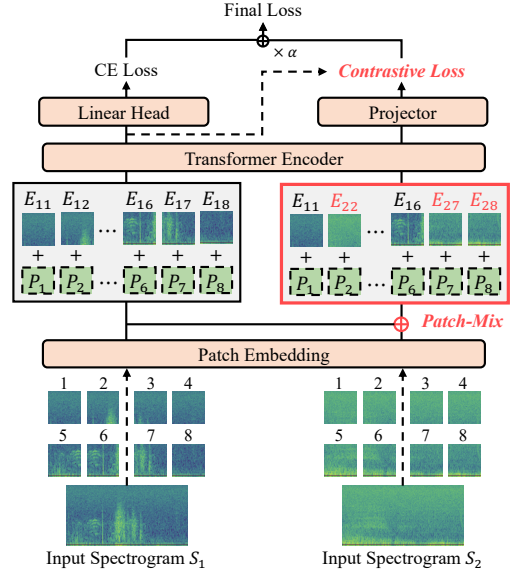 Final Loss
× α
CE Loss
Contrastive Loss
Linear Head
Projector
Transformer Encoder
E₁₁ E₁₂ E₁₆ E₁₇ E₁₈
...
+ + + + +
P₁ P₂ ... P₆ P₇ P₈
E₁₁ E₂₂ E₁₆ E₂₇ E₂₈
...
+ + + + +
P₁ P₂ ... P₆ P₇ P₈
Patch-Mix
Patch Embedding
1 2 3 4
5 6 7 8
1 2 3 4
5 6 7 8
Input Spectrogram S₁
Input Spectrogram S₂